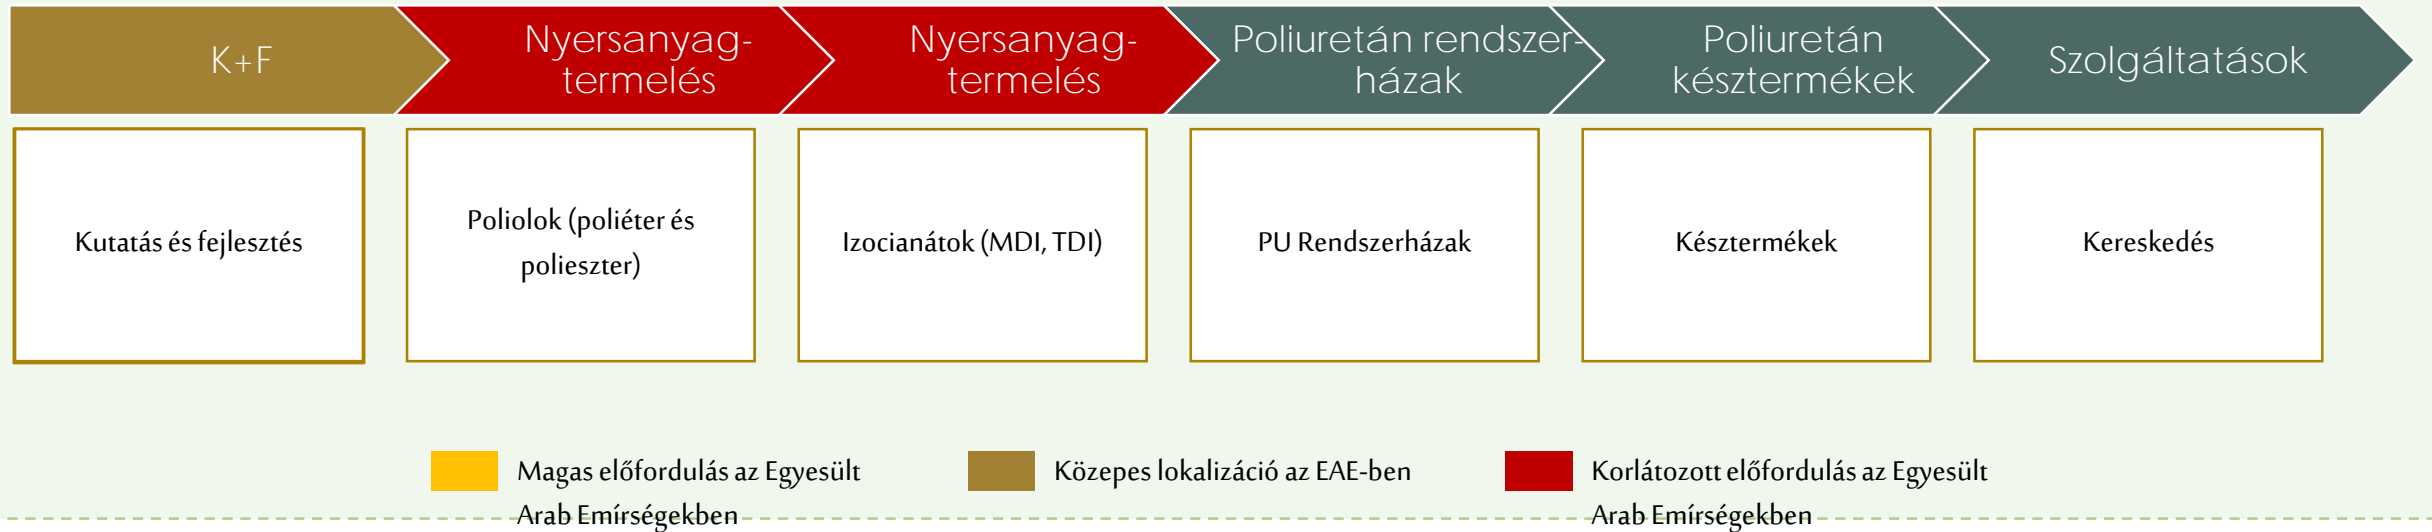 K+F
Nyersanyag-
termelés
Nyersanyag-
termelés
Poliuretán rendszer-
házak
Poliuretán
késztermékek
Szolgáltatások
Kutatás és fejlesztés
Poliolok (poliéter és
polieszter)
Izocianátok (MDI, TDI)
PU Rendszerházak
Késztermékek
Kereskedés
Magas előfordulás az Egyesült
Arab Emírségekben
Közepes lokalizáció az EAE-ben
Korlátozott előfordulás az Egyesült
Arab Emírségekben